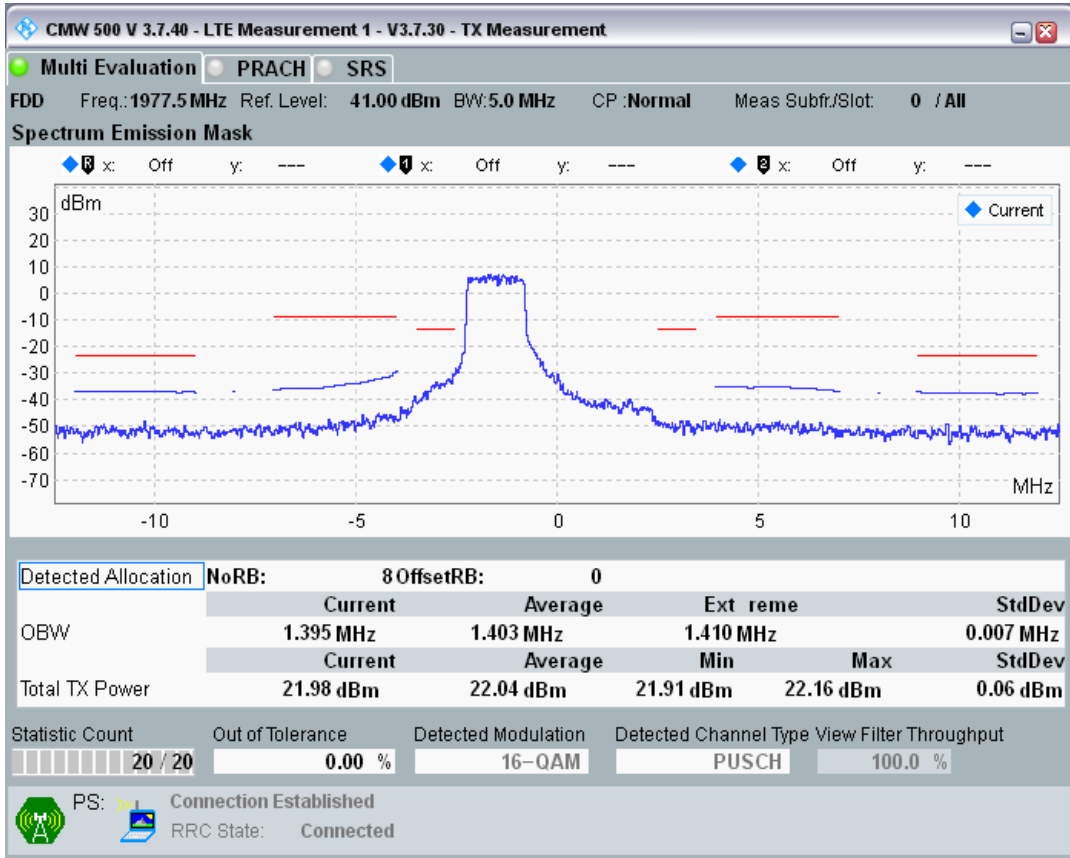 CMW 500 V 3.7.40 - LTE Measurement 1 - V3.7.30 - TX Measurement
Multi Evaluation PRACH SRS
FDD Freq.: 1977.5 MHz Ref. Level: 41.00 dBm BW: 5.0 MHz CP : Normal Meas Subfr./Slot: 0 / All
Spectrum Emission Mask
R x: Off y: --- 1 x: Off y: --- 2 x: Off y: ---
dBm
Current
30
20
10
0
-10
-20
-30
-40
-50
-60
-70
MHz
-10 -5 0 5 10
Detected Allocation NoRB: 8 OffsetRB: 0
Current Average Ext reme StdDev
OBW 1.395 MHz 1.403 MHz 1.410 MHz 0.007 MHz
Current Average Min Max StdDev
Total TX Power 21.98 dBm 22.04 dBm 21.91 dBm 22.16 dBm 0.06 dBm
Statistic Count Out of Tolerance Detected Modulation Detected Channel Type View Filter Throughput
20 / 20 0.00 % 16-QAM PUSCH 100.0 %
PS: Connection Established
RRC State: Connected